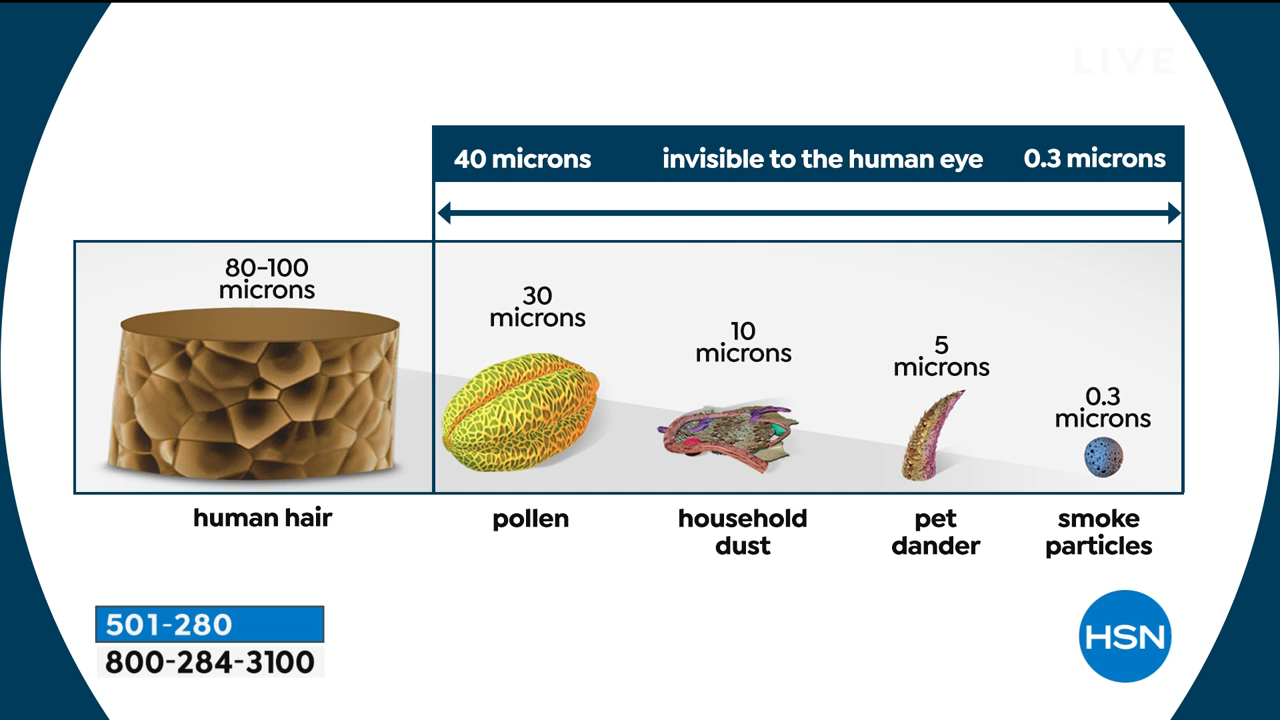 LIVE
40 microns invisible to the human eye 0.3 microns
80-100
microns
30
microns
10
microns
5
microns
0.3
microns
human hair
pollen
household
dust
pet
dander
smoke
particles
501-280
800-284-3100
HSN